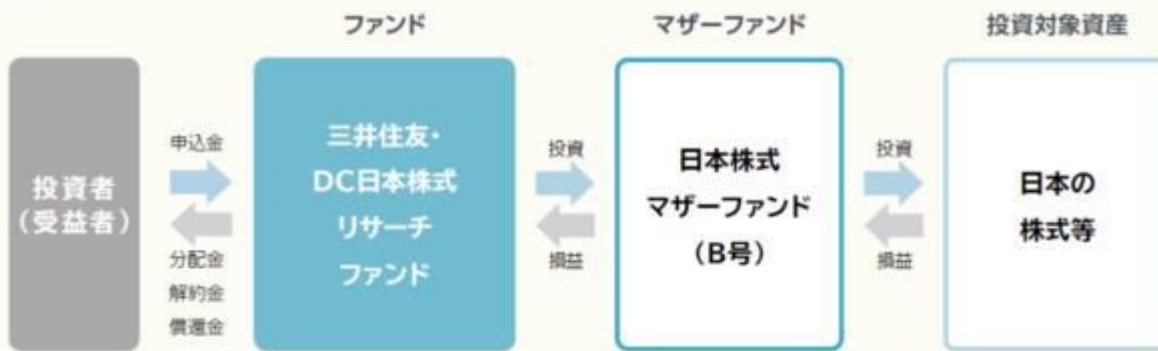 ファンド
マザーファンド
投資対象資産
投資者
（受益者）
申込金
分配金
解約金
償還金
三井住友・
DC日本株式
リサーチ
ファンド
投資
損益
日本株式
マザーファンド
（B号）
投資
損益
日本の
株式等